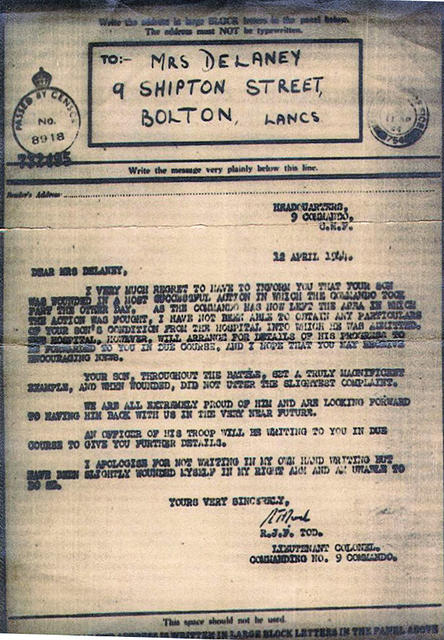 Write the address in large BLOCK letters in the panel below.
The address must NOT be typewritten.
TO:- MRS DELANEY
9 SHIPTON STREET,
BOLTON, LANCS
PASSED BY CENSOR
No.
8918
732495
Write the message very plainly below this line.
Sender's Address
HEADQUARTERS,
9 COMMANDO,
C.M.F.
12 APRIL 1944.
DEAR MRS DELANEY,
I VERY MUCH REGRET TO HAVE TO INFORM YOU THAT YOUR SON
WAS WOUNDED IN A MOST SUCCESSFUL ACTION IN WHICH THE COMMANDO TOOK
PART THE OTHER DAY. AS THE COMMANDO HAS NOW LEFT THE AREA IN WHICH
THE ACTION WAS FOUGHT, I HAVE NOT BEEN ABLE TO OBTAIN ANY PARTICULARS
OF YOUR SON'S CONDITION FROM THE HOSPITAL INTO WHICH HE WAS ADMITTED.
THE HOSPITAL, HOWEVER, WILL ARRANGE FOR DETAILS OF HIS PROGRESS TO
BE FORWARDED TO YOU IN DUE COURSE, AND I HOPE THAT YOU MAY RECEIVE
ENCOURAGING NEWS.
YOUR SON, THROUGHOUT THE BATTLE, SET A TRULY MAGNIFICENT
EXAMPLE, AND WHEN WOUNDED, DID NOT UTTER THE SLIGHTEST COMPLAINT.
WE ARE ALL EXTREMELY PROUD OF HIM AND ARE LOOKING FORWARD
TO HAVING HIM BACK WITH US IN THE VERY NEAR FUTURE.
AN OFFICER OF HIS TROOP WILL BE WRITING TO YOU IN DUE
COURSE TO GIVE YOU FURTHER DETAILS.
I APOLOGISE FOR NOT WRITING IN MY OWN HAND WRITING BUT
HAVE BEEN SLIGHTLY WOUNDED MYSELF IN MY RIGHT ARM AND AM UNABLE TO
DO SO.
YOURS VERY SINCERELY,
R.J.F. TOD.
LIEUTENANT COLONEL.
COMMANDING NO. 9 COMMANDO.
This space should not be used.
ADDRESS IS WRITTEN IN LARGE BLOCK LETTERS IN THE PANEL ABOVE